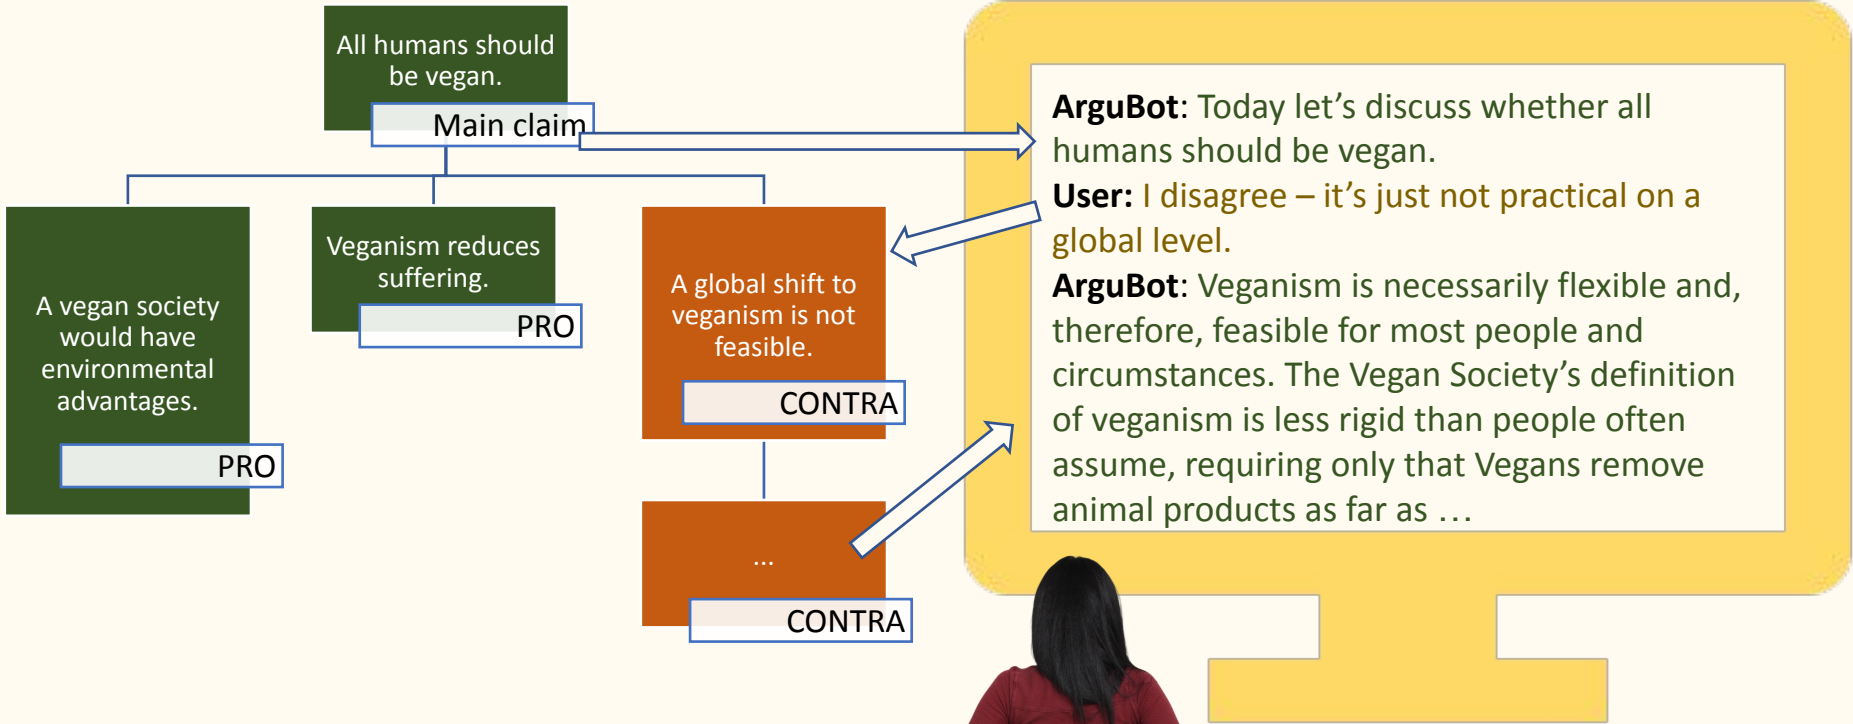 All humans should
be vegan.
Main claim
A vegan society
would have
environmental
advantages.
PRO
Veganism reduces
suffering.
PRO
A global shift to
veganism is not
feasible.
CONTRA
...
CONTRA
ArguBot: Today let’s discuss whether all
humans should be vegan.
User: I disagree – it’s just not practical on a
global level.
ArguBot: Veganism is necessarily flexible and,
therefore, feasible for most people and
circumstances. The Vegan Society’s definition
of veganism is less rigid than people often
assume, requiring only that Vegans remove
animal products as far as …